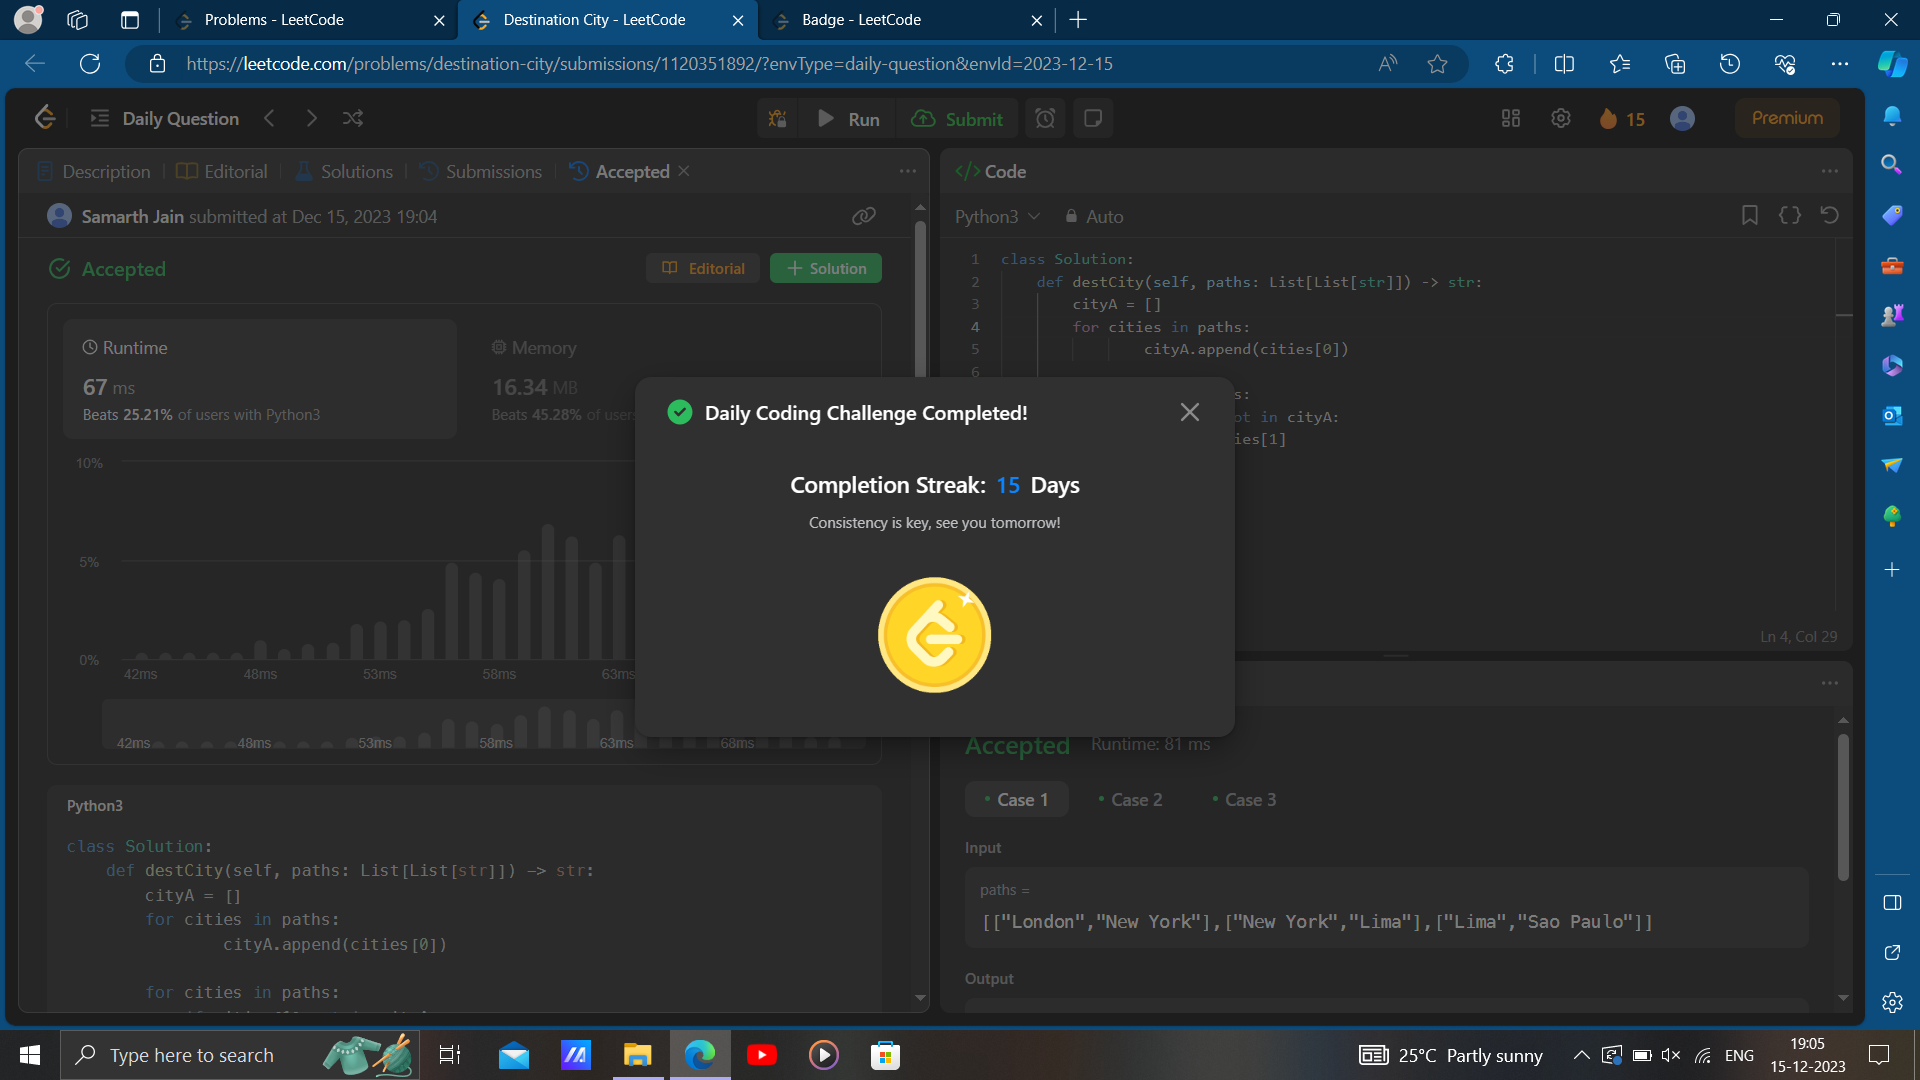 Problems - LeetCode
Destination City - LeetCode
Badge - LeetCode
https://leetcode.com/problems/destination-city/submissions/1120351892/?envType=daily-question&envId=2023-12-15
Daily Question
Run
Submit
15
Premium
Description
Editorial
Solutions
Submissions
Accepted
Samarth Jain submitted at Dec 15, 2023 19:04
Accepted
Editorial
Solution
Runtime
67 ms
Beats 25.21% of users with Python3
Memory
16.34 MB
Beats 45.28% of users
10%
5%
0%
42ms
48ms
53ms
58ms
63ms
42ms
48ms
53ms
58ms
63ms
68ms
Python3
class Solution:
def destCity(self, paths: List[List[str]]) -> str:
cityA = []
for cities in paths:
cityA.append(cities[0])
for cities in paths:
</> Code
Python3
Auto
1 class Solution:
2 def destCity(self, paths: List[List[str]]) -> str:
3 cityA = []
4 for cities in paths:
5 cityA.append(cities[0])
6
s:
ot in cityA:
ies[1]
Ln 4, Col 29
Daily Coding Challenge Completed!
Completion Streak: 15 Days
Consistency is key, see you tomorrow!
Accepted
Runtime: 81 ms
Case 1
Case 2
Case 3
Input
paths =
[["London","New York"],["New York","Lima"],["Lima","Sao Paulo"]]
Output
Type here to search
25°C Partly sunny
ENG
19:05
15-12-2023